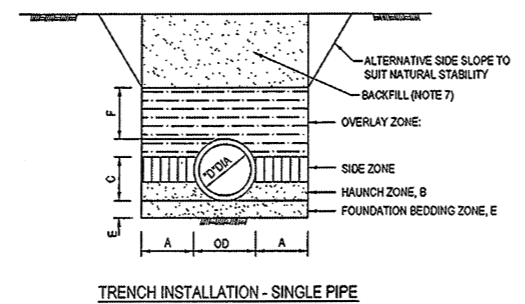 ALTERNATIVE SIDE SLOPE TO
SUIT NATURAL STABILITY
BACKFILL (NOTE 7)
F
OVERLAY ZONE:
"D"DIA
C
SIDE ZONE
HAUNCH ZONE, B
FOUNDATION BEDDING ZONE, E
E
A OD A
TRENCH INSTALLATION - SINGLE PIPE